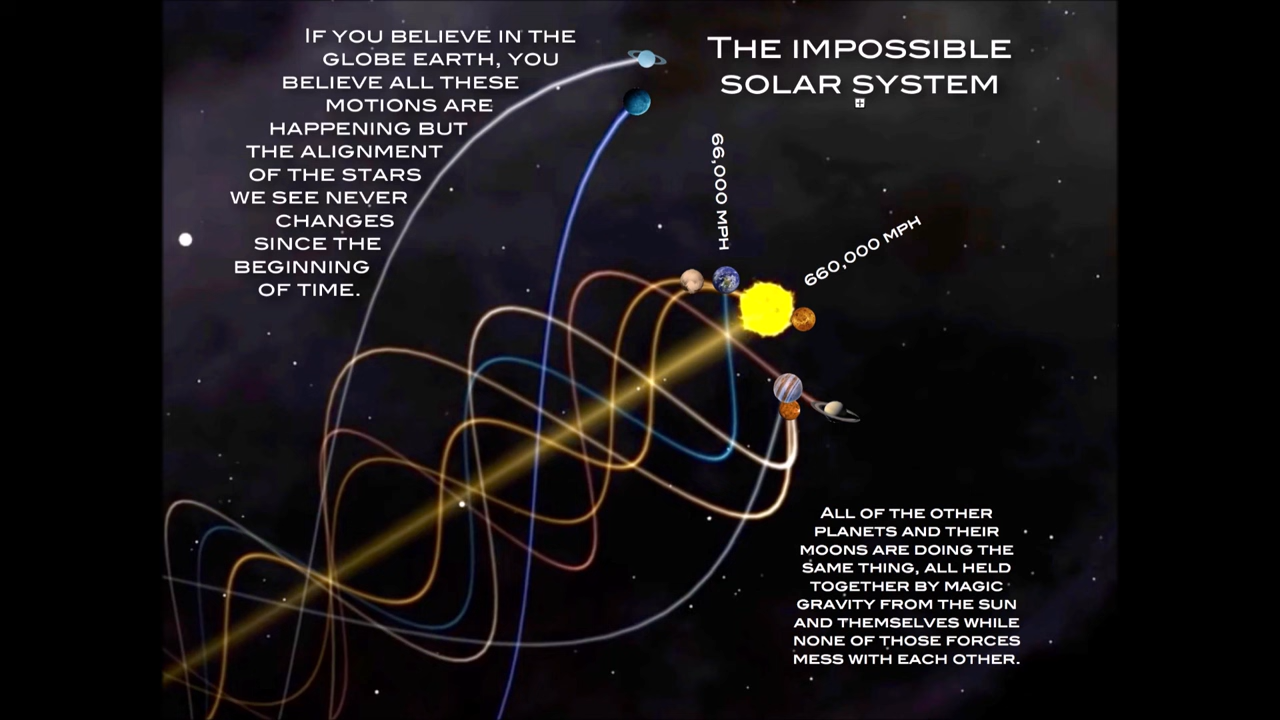 IF YOU BELIEVE IN THE
GLOBE EARTH, YOU
BELIEVE ALL THESE
MOTIONS ARE
HAPPENING BUT
THE ALIGNMENT
OF THE STARS
WE SEE NEVER
CHANGES
SINCE THE
BEGINNING
OF TIME.
THE IMPOSSIBLE
SOLAR SYSTEM
66,000 MPH
660,000 MPH
ALL OF THE OTHER
PLANETS AND THEIR
MOONS ARE DOING THE
SAME THING, ALL HELD
TOGETHER BY MAGIC
GRAVITY FROM THE SUN
AND THEMSELVES WHILE
NONE OF THOSE FORCES
MESS WITH EACH OTHER.